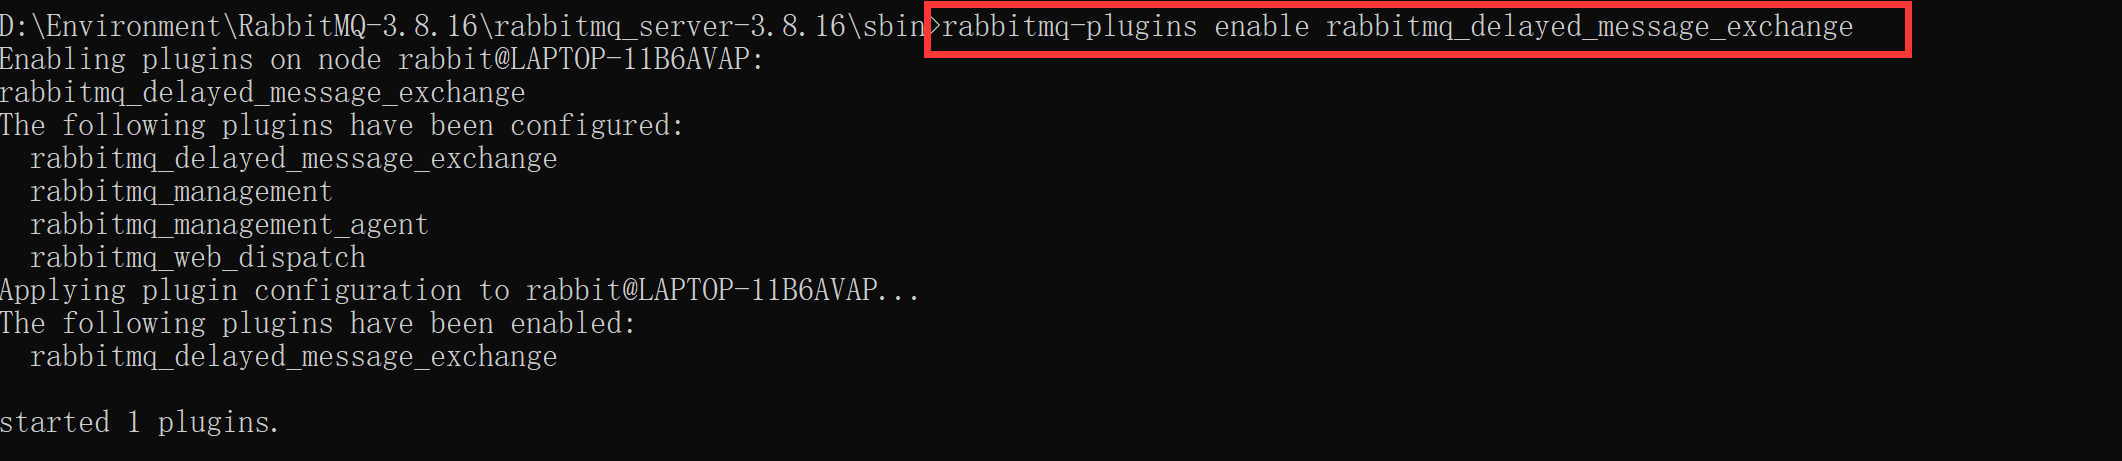 D:\Environment\RabbitMQ-3.8.16\rabbitmq_server-3.8.16\sbin>rabbitmq-plugins enable rabbitmq_delayed_message_exchange
Enabling plugins on node rabbit@LAPTOP-11B6AVAP:
rabbitmq_delayed_message_exchange
The following plugins have been configured:
  rabbitmq_delayed_message_exchange
  rabbitmq_management
  rabbitmq_management_agent
  rabbitmq_web_dispatch
Applying plugin configuration to rabbit@LAPTOP-11B6AVAP...
The following plugins have been enabled:
  rabbitmq_delayed_message_exchange

started 1 plugins.